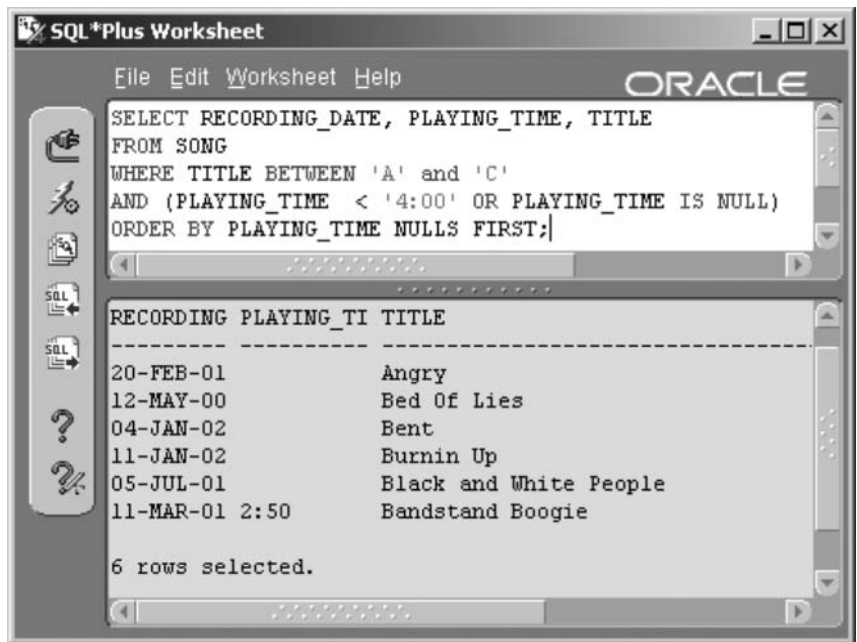 SQL*Plus Worksheet
File Edit Worksheet Help
ORACLE
SELECT RECORDING_DATE, PLAYING_TIME, TITLE
FROM SONG
WHERE TITLE BETWEEN 'A' and 'C'
AND (PLAYING_TIME < '4:00' OR PLAYING_TIME IS NULL)
ORDER BY PLAYING_TIME NULLS FIRST;
SQL
SQL
RECORDING PLAYING_TI TITLE
--------- ---------- ----------------------------------
20-FEB-01 Angry
12-MAY-00 Bed Of Lies
04-JAN-02 Bent
11-JAN-02 Burnin Up
05-JUL-01 Black and White People
11-MAR-01 2:50 Bandstand Boogie
6 rows selected.